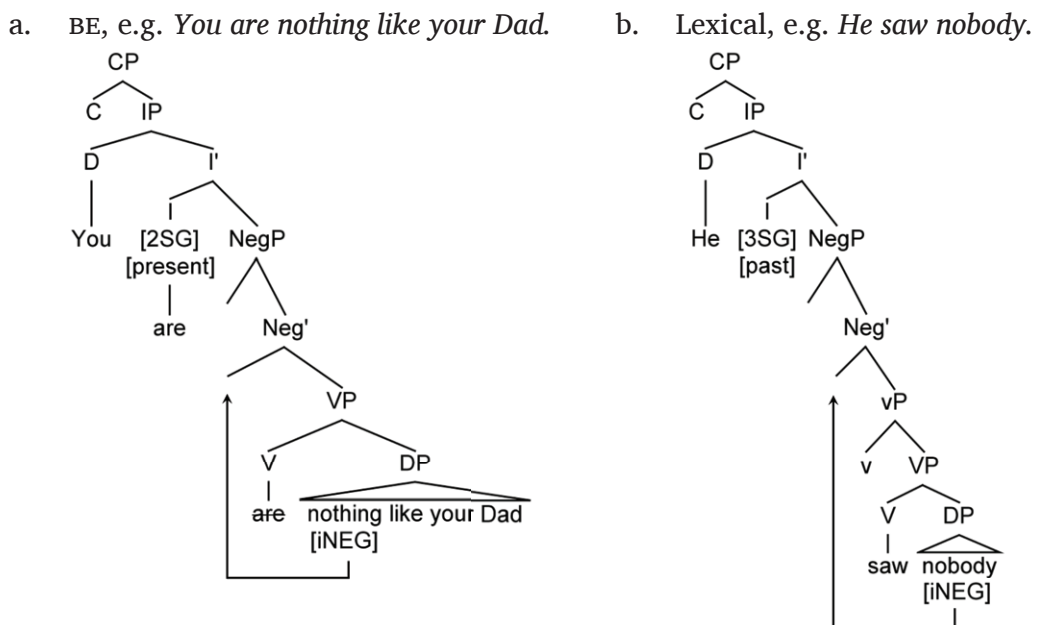 a. BE, e.g. You are nothing like your Dad. b. Lexical, e.g. He saw nobody.
CP CP
C IP C IP
D I' D I'
I I
You [2SG] NegP He [3SG] NegP
[present] [past]
are Neg' Neg'
VP vP
V DP v VP
are nothing like your Dad V DP
[iNEG] saw nobody
[iNEG]